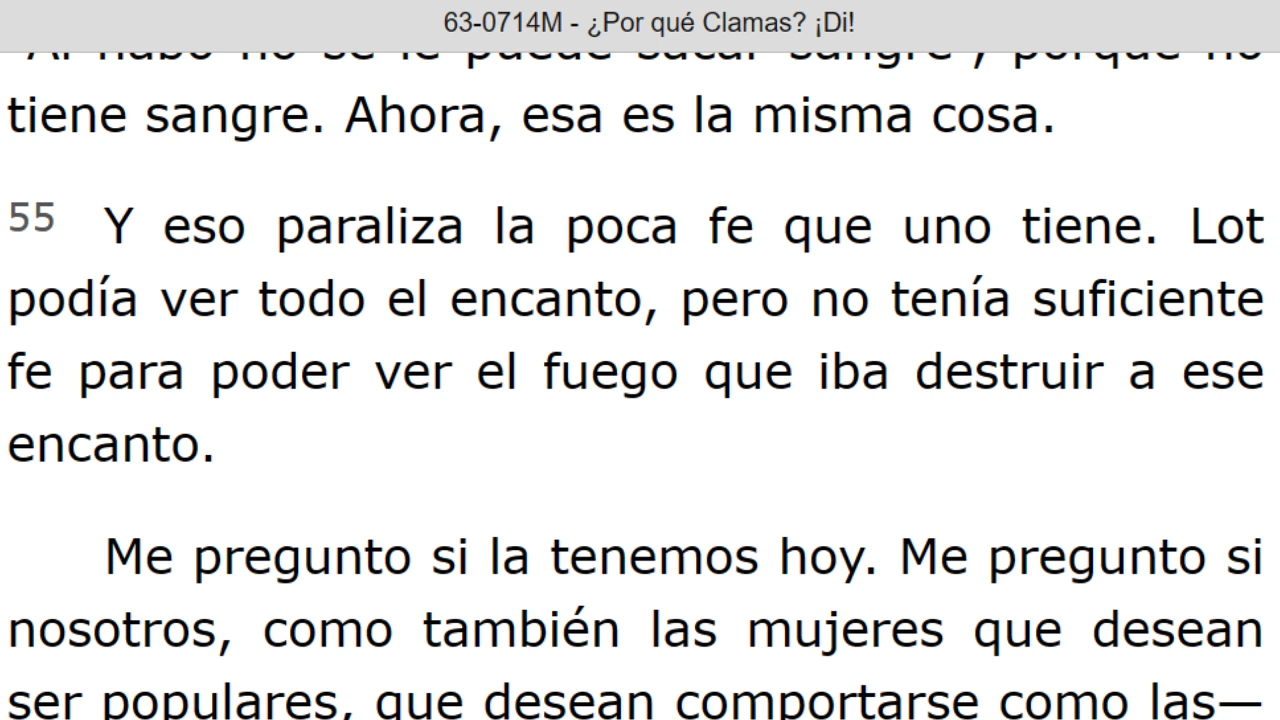 63-0714M - ¿Por qué Clamas? ¡Di!
tiene sangre. Ahora, esa es la misma cosa.
55 Y eso paraliza la poca fe que uno tiene. Lot
podía ver todo el encanto, pero no tenía suficiente
fe para poder ver el fuego que iba destruir a ese
encanto.
Me pregunto si la tenemos hoy. Me pregunto si
nosotros, como también las mujeres que desean
ser populares, que desean comportarse como las—